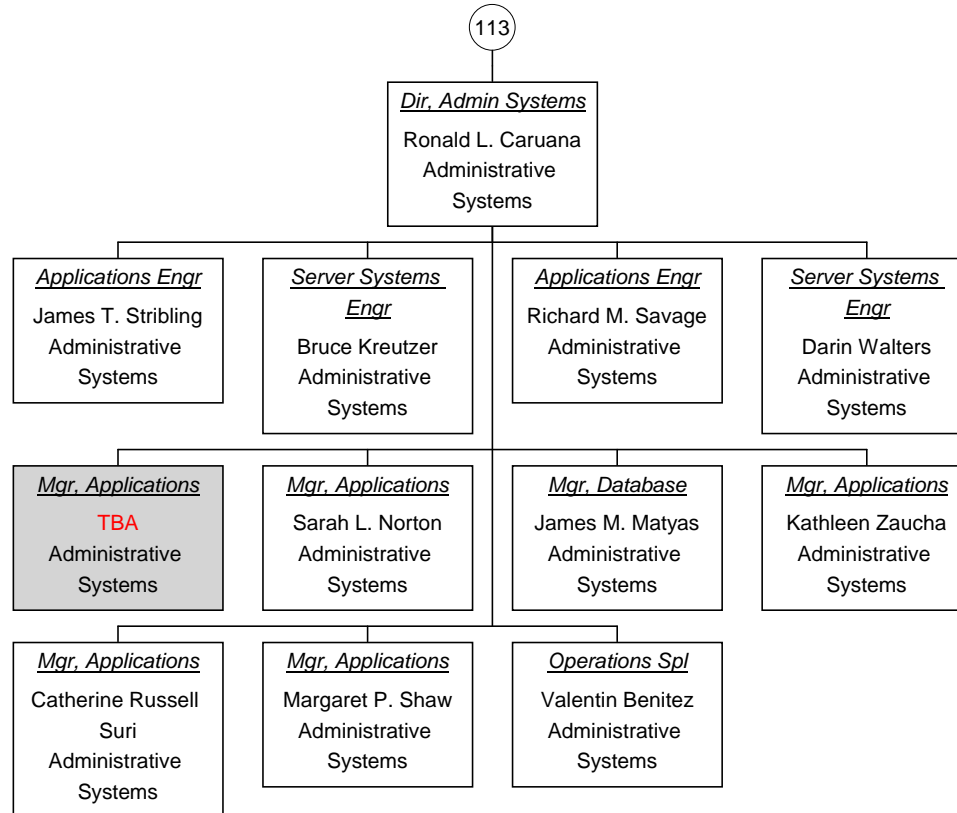 113
Dir, Admin Systems
Ronald L. Caruana
Administrative
Systems
Applications Engr
James T. Stribling
Administrative
Systems
Server Systems
Engr
Bruce Kreutzer
Administrative
Systems
Applications Engr
Richard M. Savage
Administrative
Systems
Server Systems
Engr
Darin Walters
Administrative
Systems
Mgr, Applications
TBA
Administrative
Systems
Mgr, Applications
Sarah L. Norton
Administrative
Systems
Mgr, Database
James M. Matyas
Administrative
Systems
Mgr, Applications
Kathleen Zaucha
Administrative
Systems
Mgr, Applications
Catherine Russell
Suri
Administrative
Systems
Mgr, Applications
Margaret P. Shaw
Administrative
Systems
Operations Spl
Valentin Benitez
Administrative
Systems